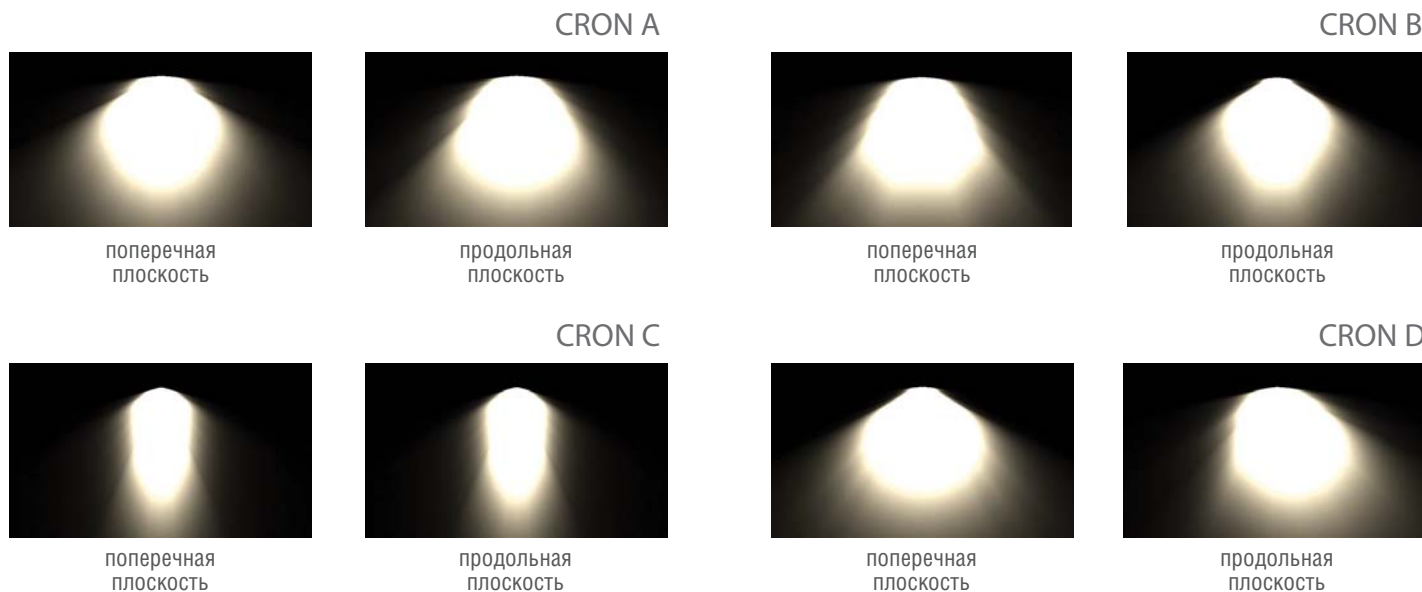 CRON A
CRON B
поперечная
плоскость
продольная
плоскость
поперечная
плоскость
продольная
плоскость
CRON C
CRON D
поперечная
плоскость
продольная
плоскость
поперечная
плоскость
продольная
плоскость